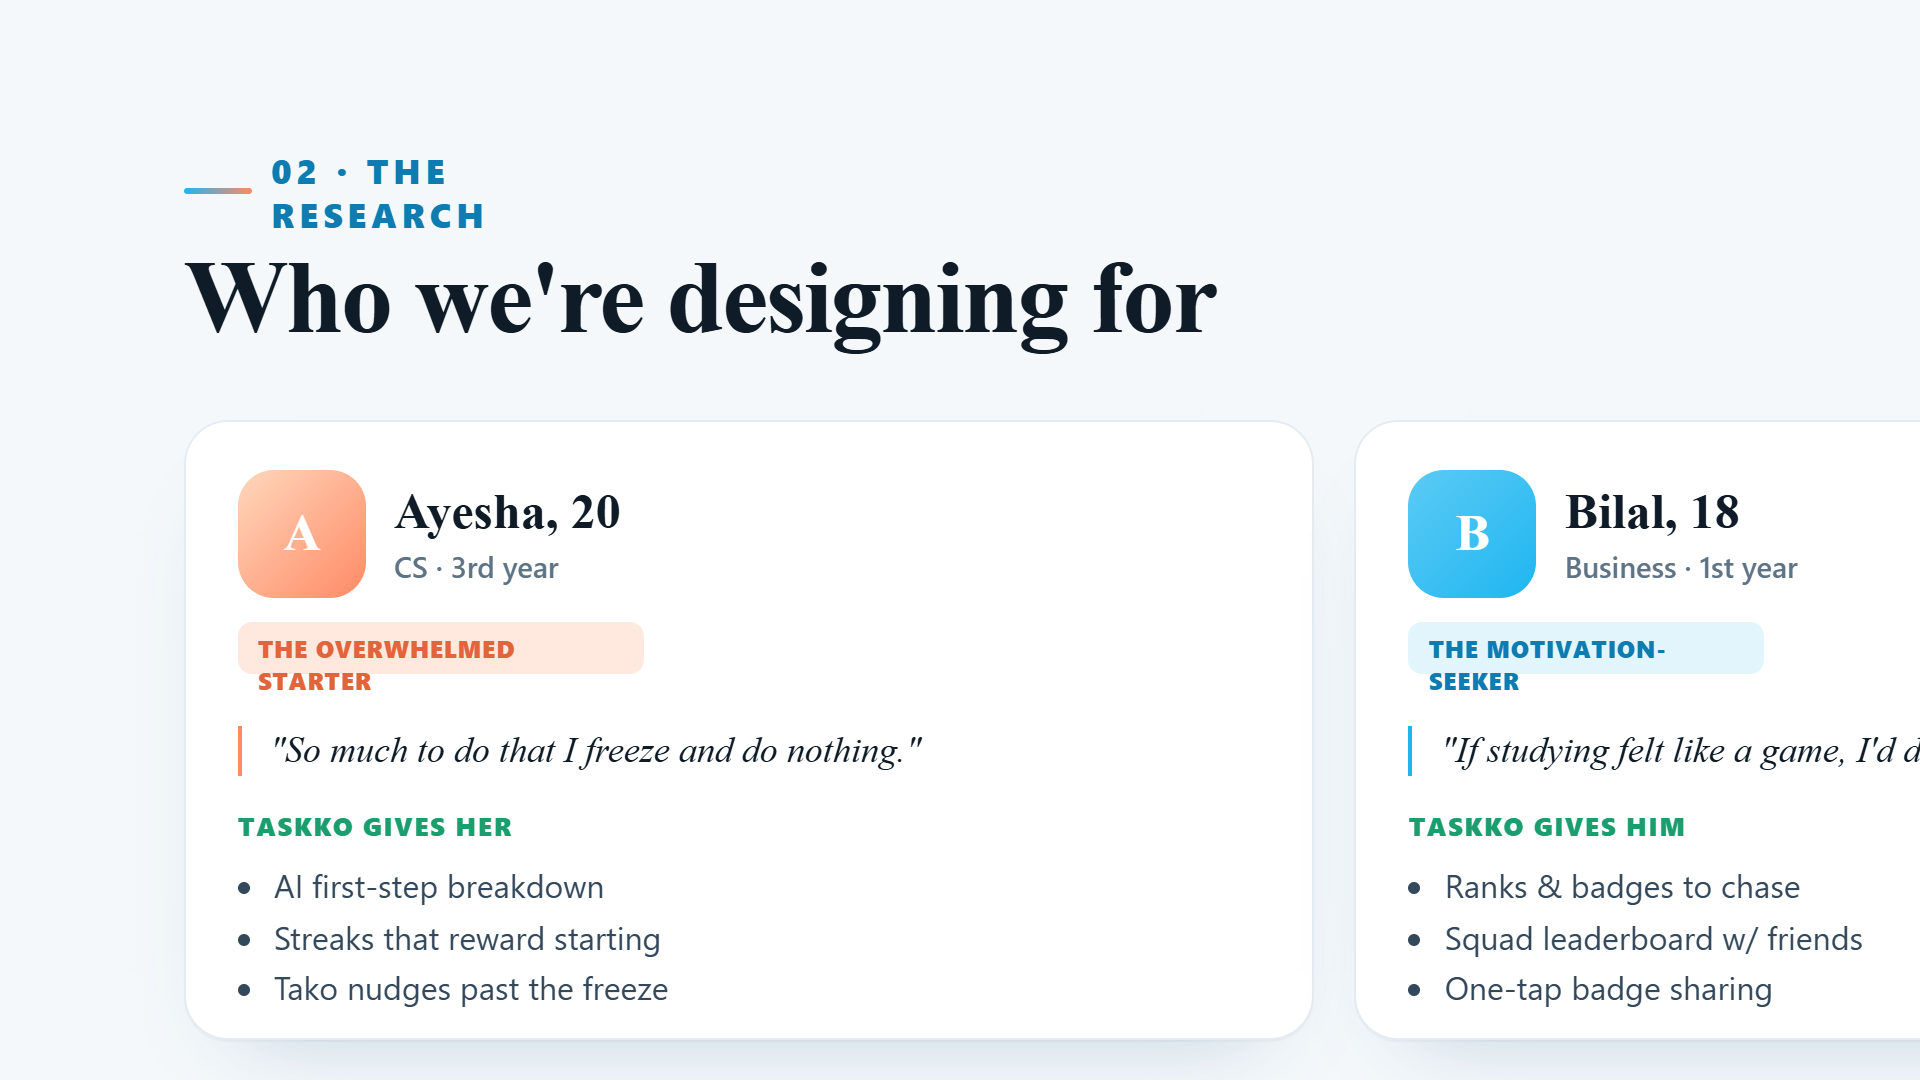 02 · THE
RESEARCH
Who we're designing for
A
Ayesha, 20
CS · 3rd year
THE OVERWHELMED
STARTER
"So much to do that I freeze and do nothing."
TASKKO GIVES HER
• AI first-step breakdown
• Streaks that reward starting
• Tako nudges past the freeze
B
Bilal, 18
Business · 1st year
THE MOTIVATION-
SEEKER
"If studying felt like a game, I'd
TASKKO GIVES HIM
• Ranks & badges to chase
• Squad leaderboard w/ friends
• One-tap badge sharing